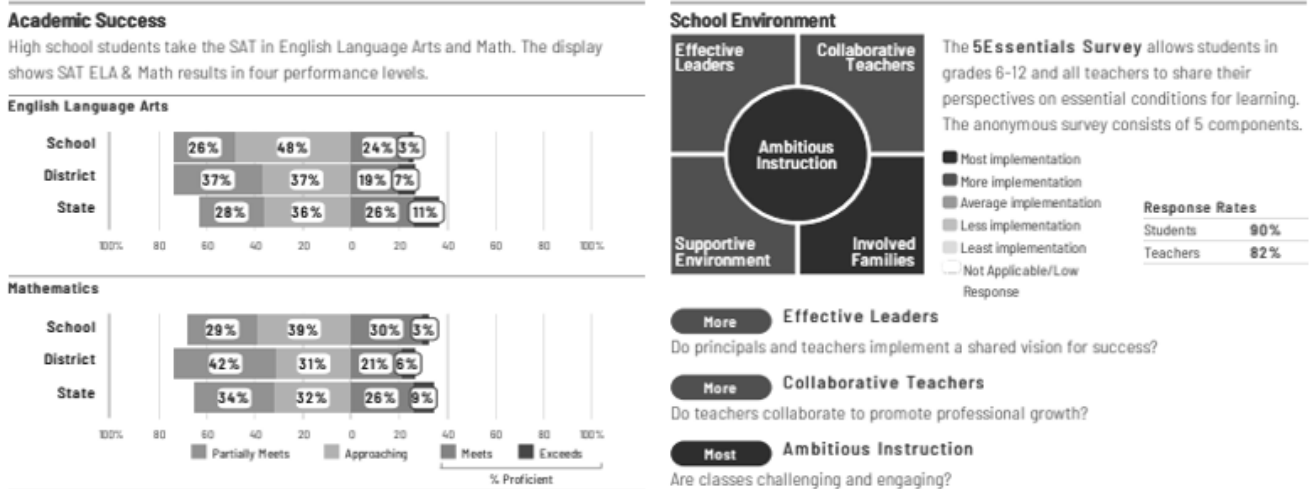 Academic Success
High school students take the SAT in English Language Arts and Math. The display
shows SAT ELA & Math results in four performance levels.
English Language Arts
School 26% 48% 24% 3%
District 37% 37% 19% 7%
State 28% 36% 26% 11%
100% 80 60 40 20 0 20 40 60 80 100%
Mathematics
School 29% 39% 30% 3%
District 42% 31% 21% 6%
State 34% 32% 26% 9%
100% 80 60 40 20 0 20 40 60 80 100%
Partially Meets Approaching Meets Exceeds
% Proficient
School Environment
Effective
Leaders
Collaborative
Teachers
Ambitious
Instruction
Supportive
Environment
Involved
Families
The 5Essentials Survey allows students in
grades 6-12 and all teachers to share their
perspectives on essential conditions for learning.
The anonymous survey consists of 5 components.
Most implementation
More implementation
Average implementation
Less implementation
Least implementation
Not Applicable/Low
Response
Response Rates
Students 90%
Teachers 82%
More Effective Leaders
Do principals and teachers implement a shared vision for success?
More Collaborative Teachers
Do teachers collaborate to promote professional growth?
Most Ambitious Instruction
Are classes challenging and engaging?